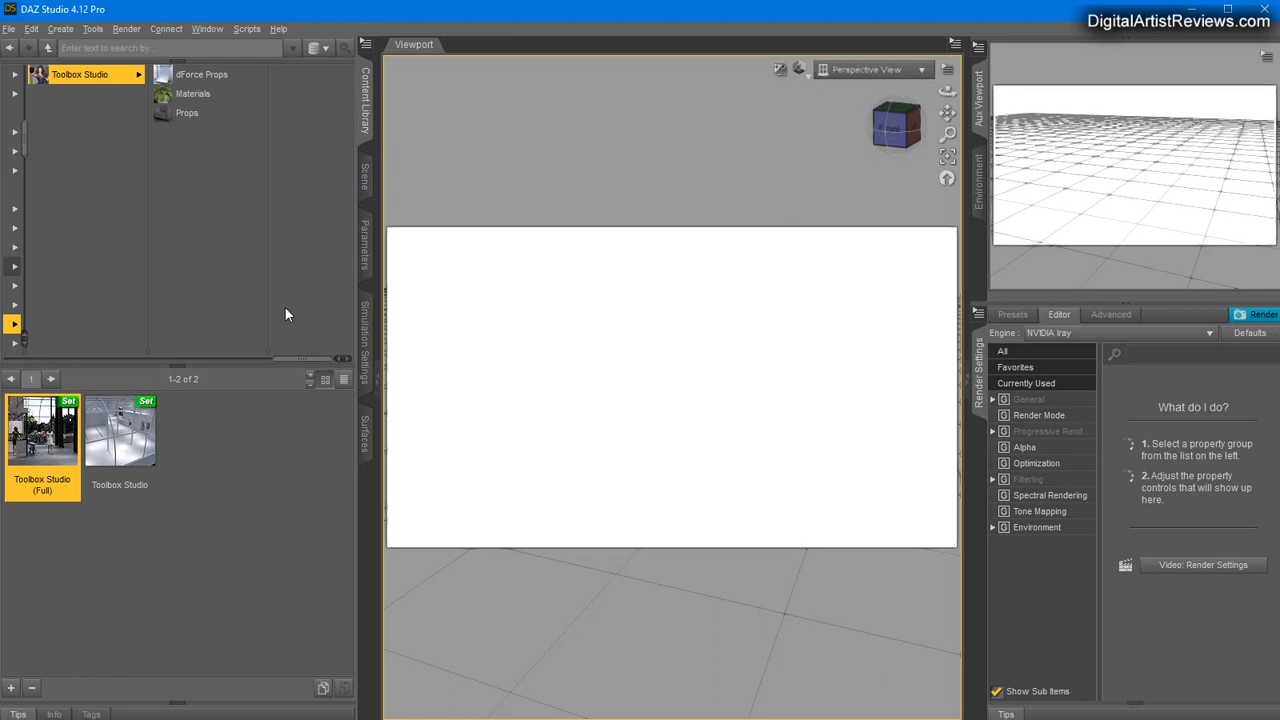 DAZ Studio 4.12 Pro
DigitalArtistReviews.com
File Edit Create Tools Render Connect Window Scripts Help
Enter text to search by...
Toolbox Studio
dForce Props
Materials
Props
Content Library
Scene
Parameters
Simulation Settings
Surfaces
1
1-2 of 2
Set
Set
Toolbox Studio
(Full)
Toolbox Studio
Tips Info Tags
Viewport
Perspective View
Front
Aux Viewport
Environment
Render Settings
Presets Editor Advanced Render
Engine : NVIDIA Iray Defaults
All
Favorites
Currently Used
G General
G Render Mode
G Progressive Rend...
G Alpha
G Optimization
G Filtering
G Spectral Rendering
G Tone Mapping
G Environment
What do I do?
1. Select a property group
from the list on the left.
2. Adjust the property
controls that will show up
here.
Video: Render Settings
Show Sub Items
Tips